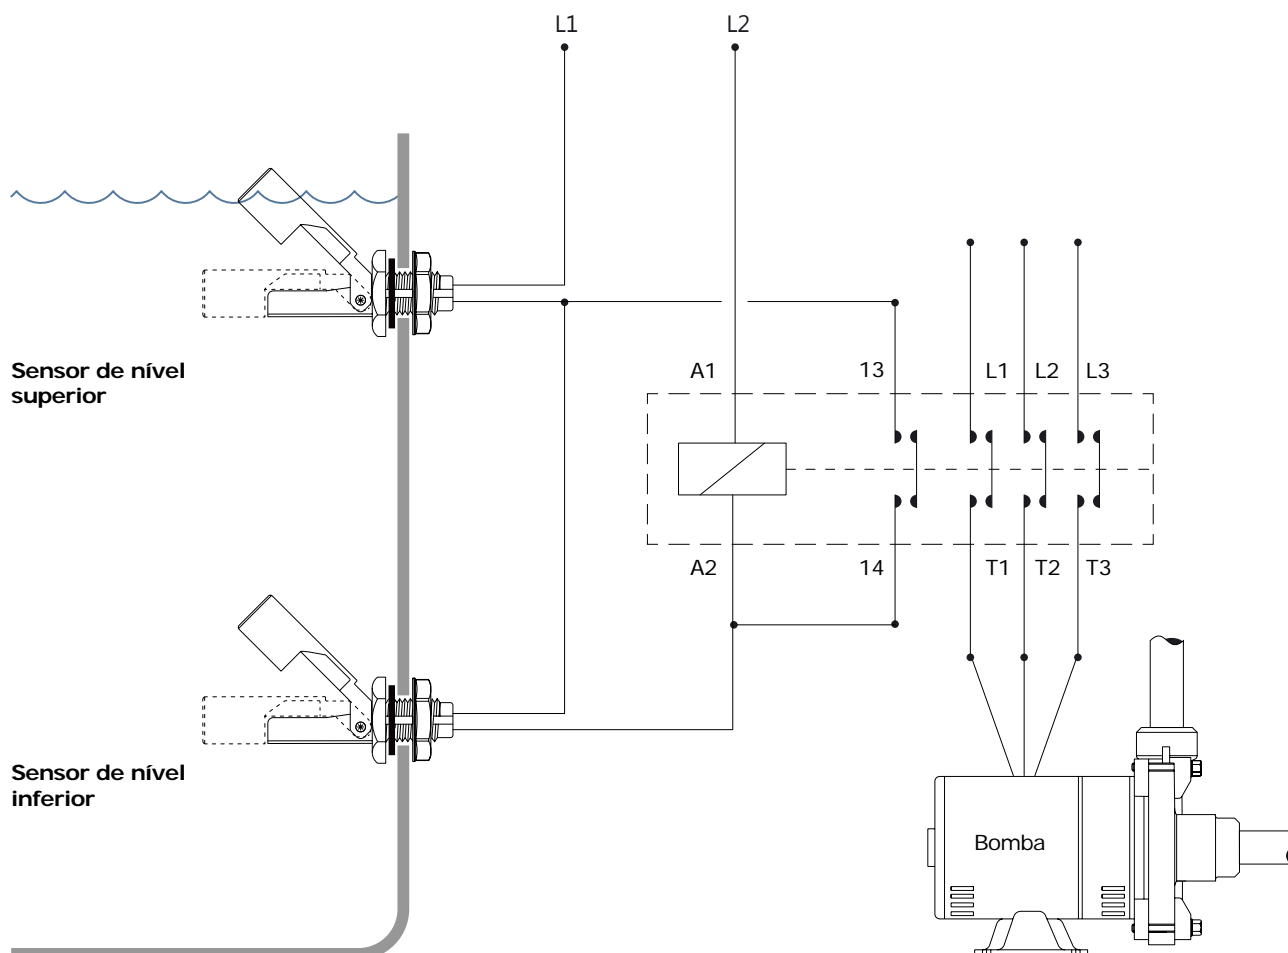 L1
L2
Sensor de nível
superior
A1
13
L1
L2
L3
A2
14
T1
T2
T3
Sensor de nível
inferior
Bomba